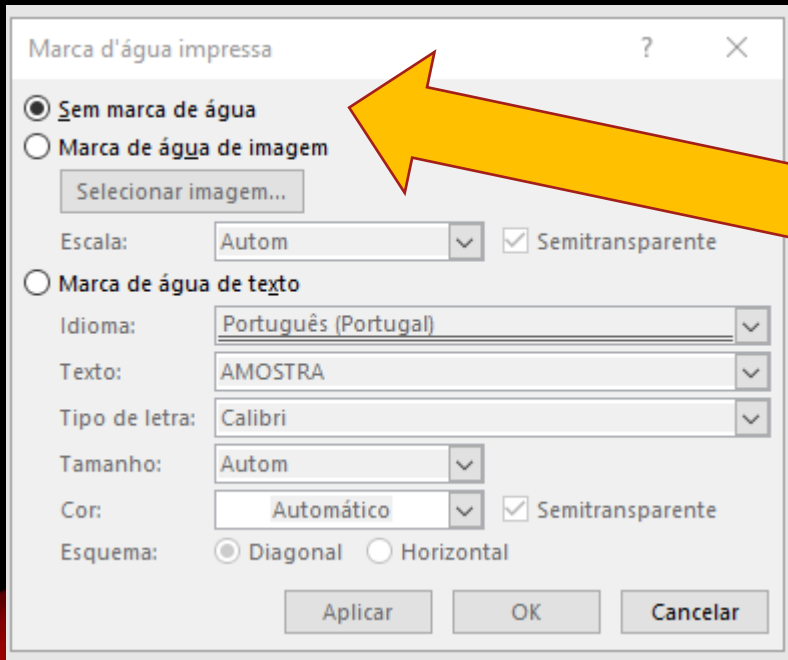 Marca d'água impressa ?
Sem marca de água
Marca de água de imagem
Selecionar imagem...
Escala: Autom Semitransparente
Marca de água de texto
Idioma: Português (Portugal)
Texto: AMOSTRA
Tipo de letra: Calibri
Tamanho: Autom
Cor: Automático Semitransparente
Esquema: Diagonal Horizontal
Aplicar OK Cancelar